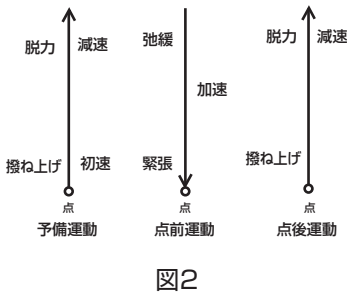 脱力 減速
撥ね上げ 初速
点
予備運動
弛緩
加速
緊張
点
点前運動
脱力 減速
撥ね上げ
点
点後運動
図2